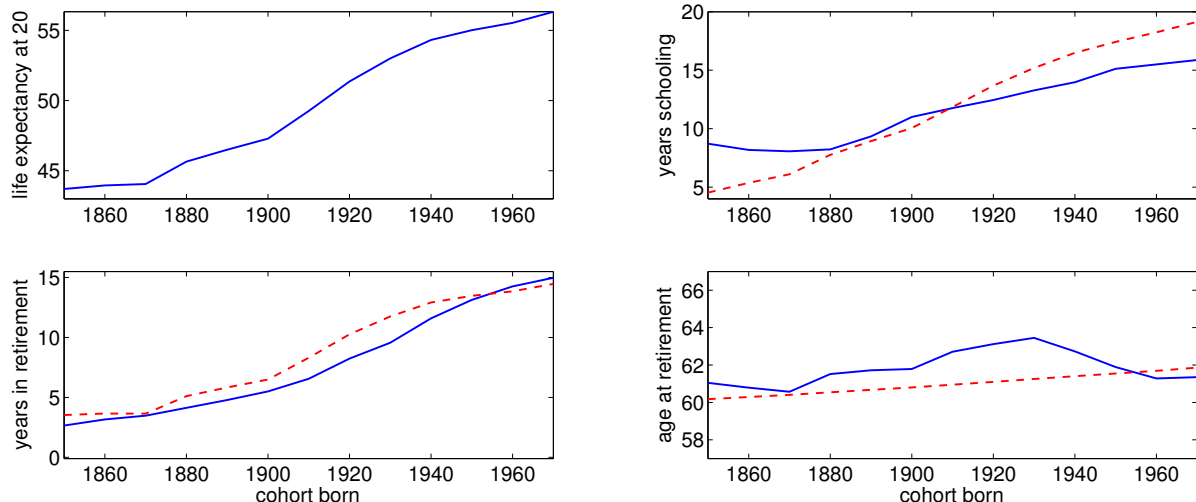 life expectancy at 20
55
50
45
1860 1880 1900 1920 1940 1960
years schooling
20
15
10
5
1860 1880 1900 1920 1940 1960
years in retirement
15
10
5
0
1860 1880 1900 1920 1940 1960
cohort born
age at retirement
66
64
62
60
58
1860 1880 1900 1920 1940 1960
cohort born